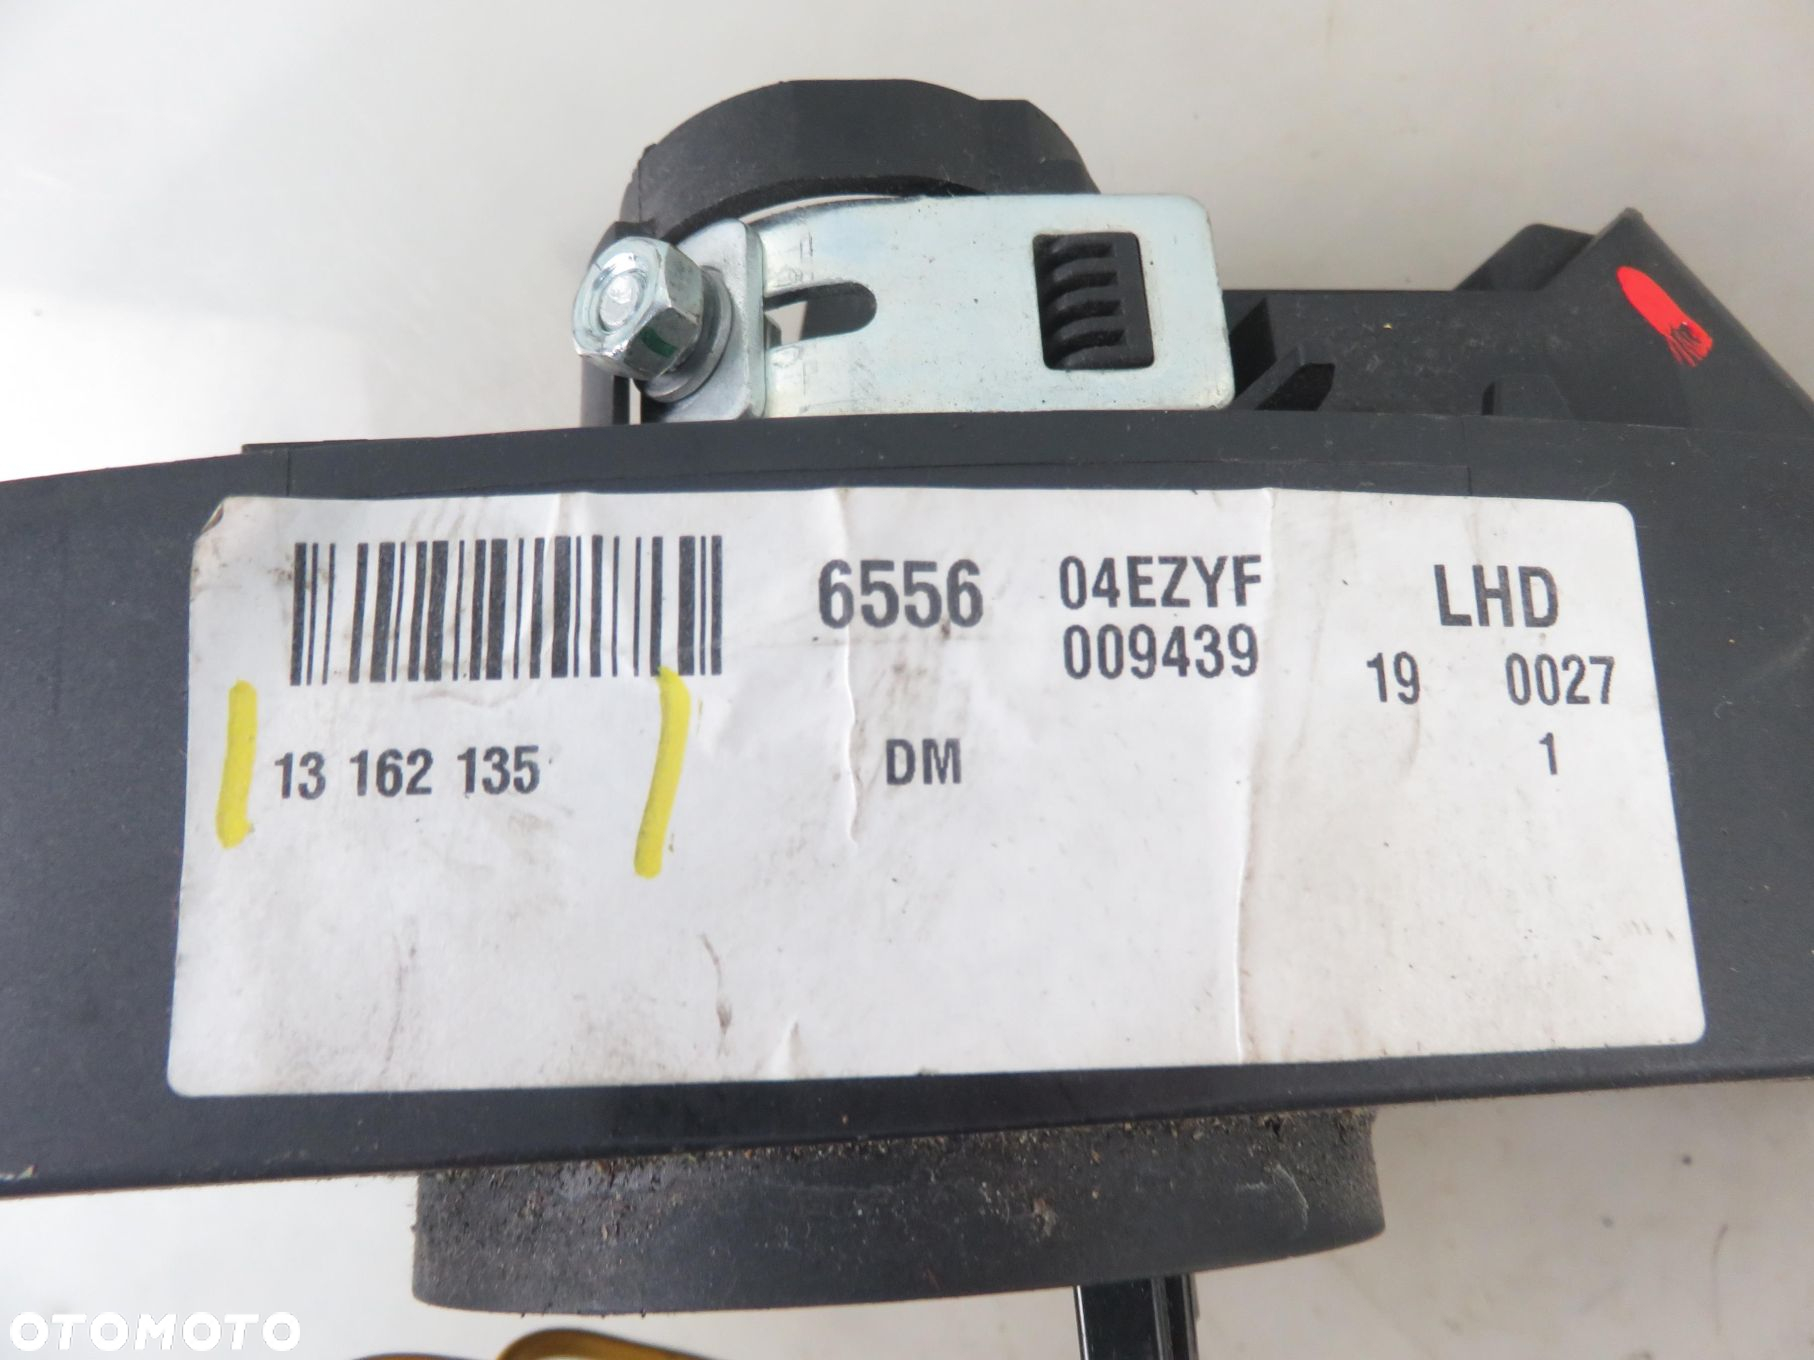 6556 04EZYF LHD
009439 19 0027
13 162 135 DM 1
OTOMOTO